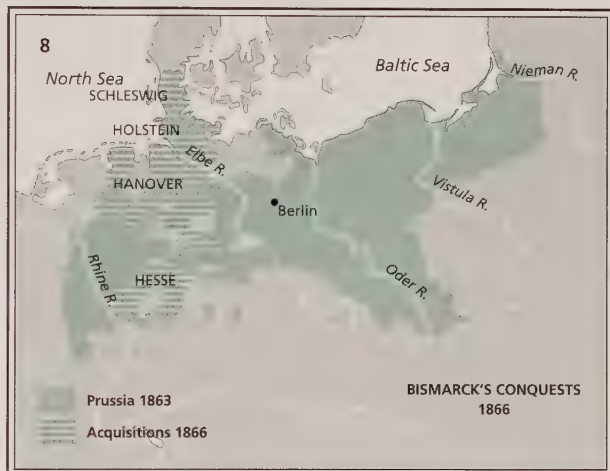 8
North Sea
Baltic Sea
Nieman R.
SCHLESWIG
HOLSTEIN
Elbe R.
HANOVER
Vistula R.
Berlin
Rhine R.
HESSE
Oder R.
Prussia 1863
Acquisitions 1866
BISMARCK'S CONQUESTS
1866